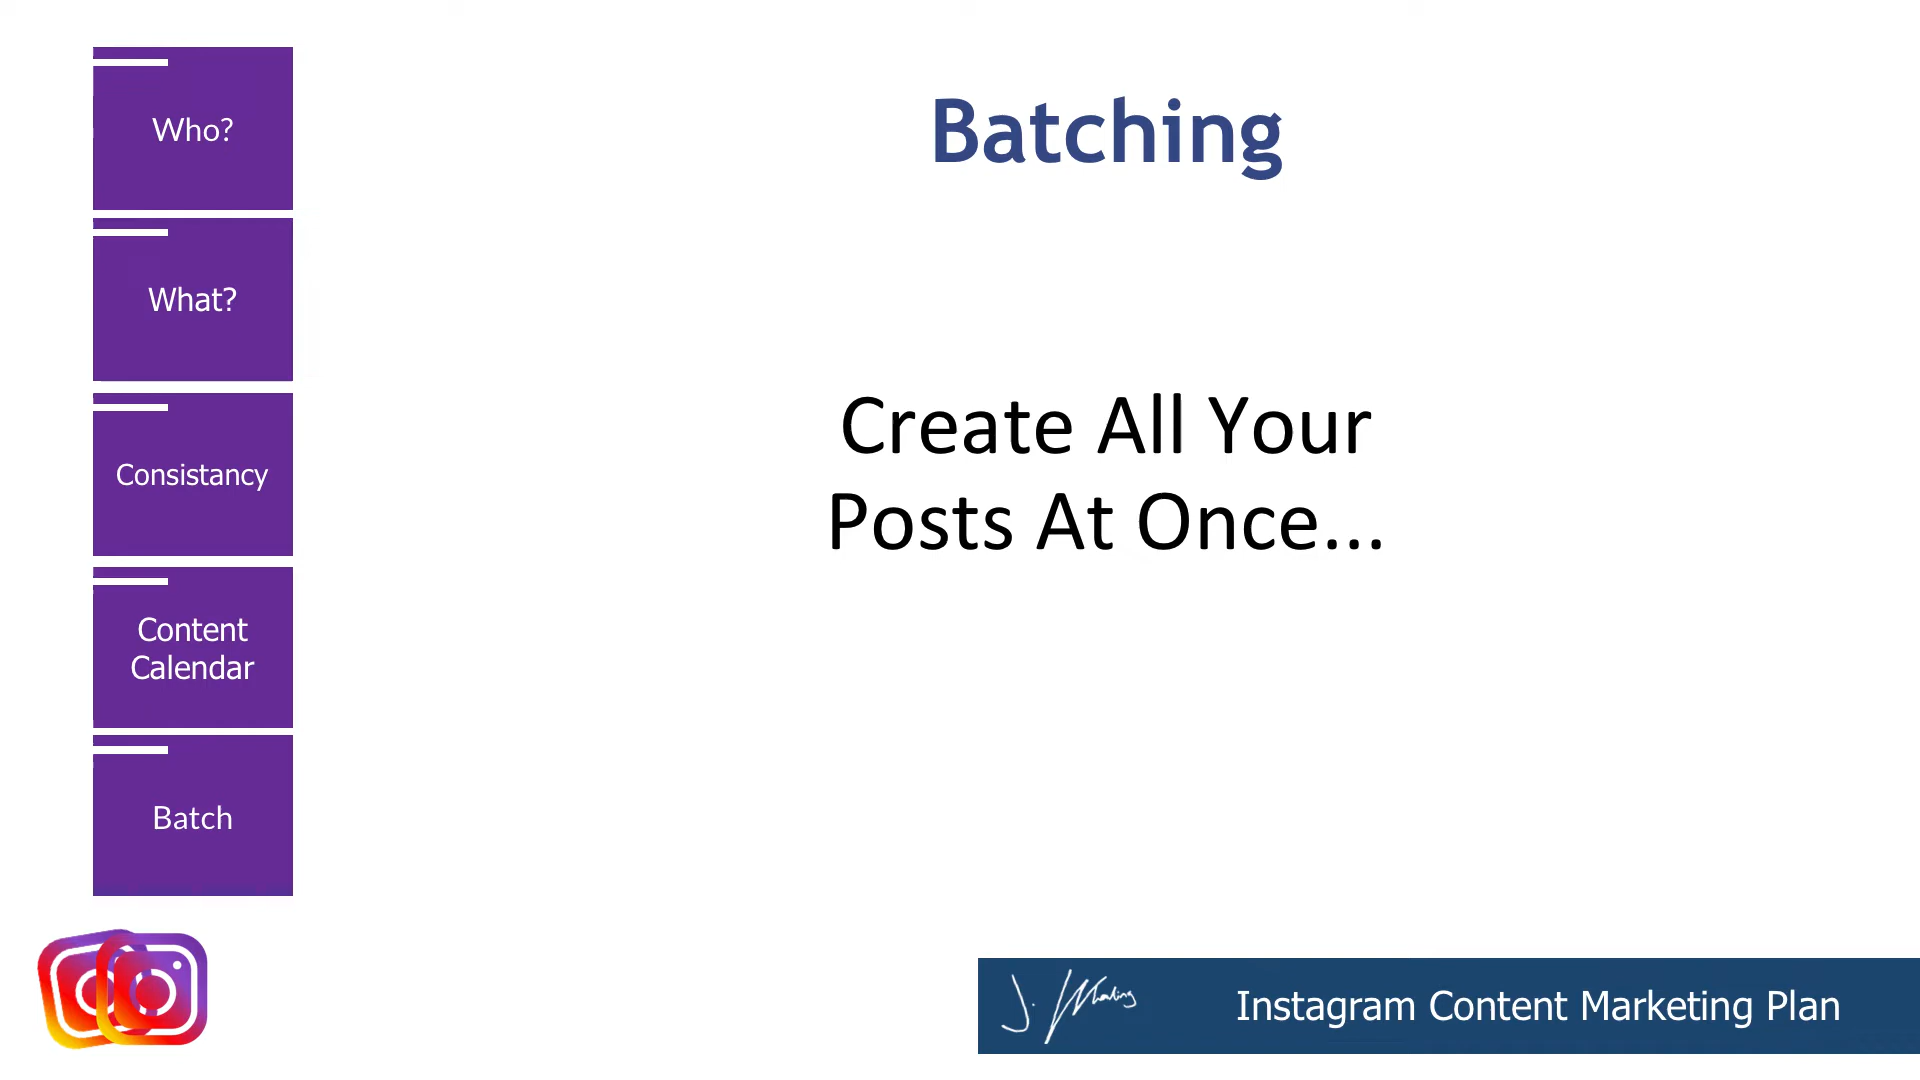 Who?
What?
Consistancy
Content
Calendar
Batch
Batching
Create All Your
Posts At Once...
Instagram Content Marketing Plan